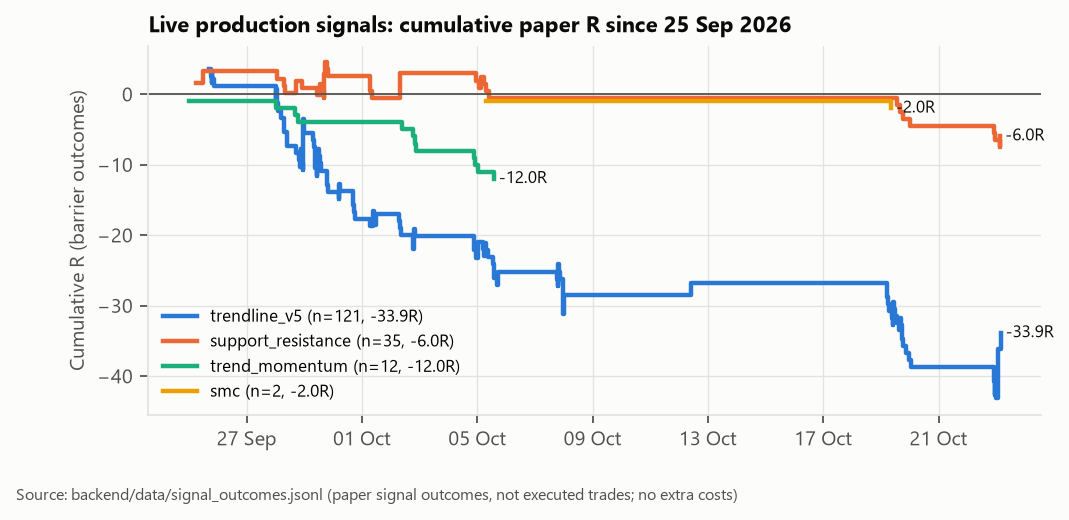 Live production signals: cumulative paper R since 25 Sep 2026
Cumulative R (barrier outcomes)
0
−10
−20
−30
−40
-2.0R
-6.0R
-12.0R
-33.9R
trendline_v5 (n=121, -33.9R)
support_resistance (n=35, -6.0R)
trend_momentum (n=12, -12.0R)
smc (n=2, -2.0R)
27 Sep
01 Oct
05 Oct
09 Oct
13 Oct
17 Oct
21 Oct
Source: backend/data/signal_outcomes.jsonl (paper signal outcomes, not executed trades; no extra costs)